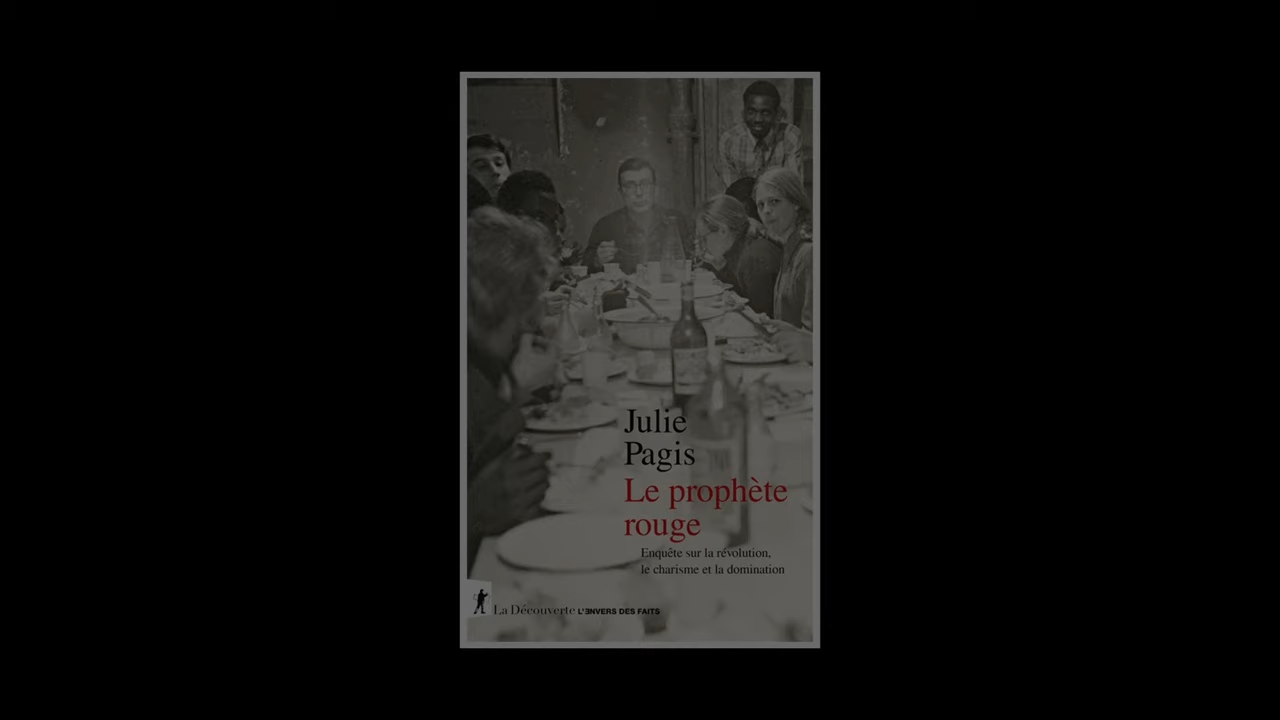 Julie
Pagis
Le prophète
rouge
Enquête sur la révolution,
le charisme et la domination
La Découverte L'ENVERS DES FAITS